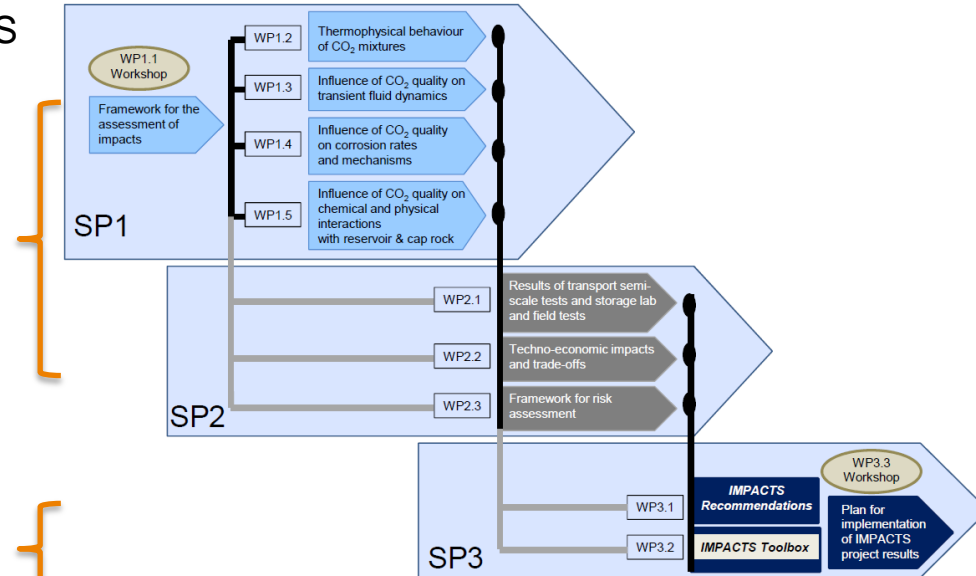 S
WP1.1
Workshop
Framework for the
assessment of
impacts
WP1.2
Thermophysical behaviour
of CO₂ mixtures
WP1.3
Influence of CO₂ quality on
transient fluid dynamics
WP1.4
Influence of CO₂ quality
on corrosion rates
and mechanisms
WP1.5
Influence of CO₂ quality on
chemical and physical
interactions
with reservoir & cap rock
SP1
WP2.1
Results of transport semi-
scale tests and storage lab
and field tests
WP2.2
Techno-economic impacts
and trade-offs
WP2.3
Framework for risk
assessment
SP2
WP3.3
Workshop
WP3.1
IMPACTS
Recommendations
WP3.2
IMPACTS Toolbox
Plan for
implementation
of IMPACTS
project results
SP3